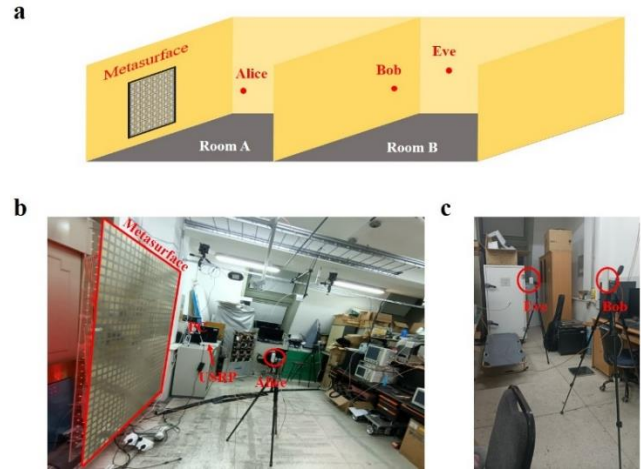 a
Metasurface
Alice
Bob
Eve
Room A
Room B
b
Metasurface
PC
USRP
Alice
c
Eve
Bob